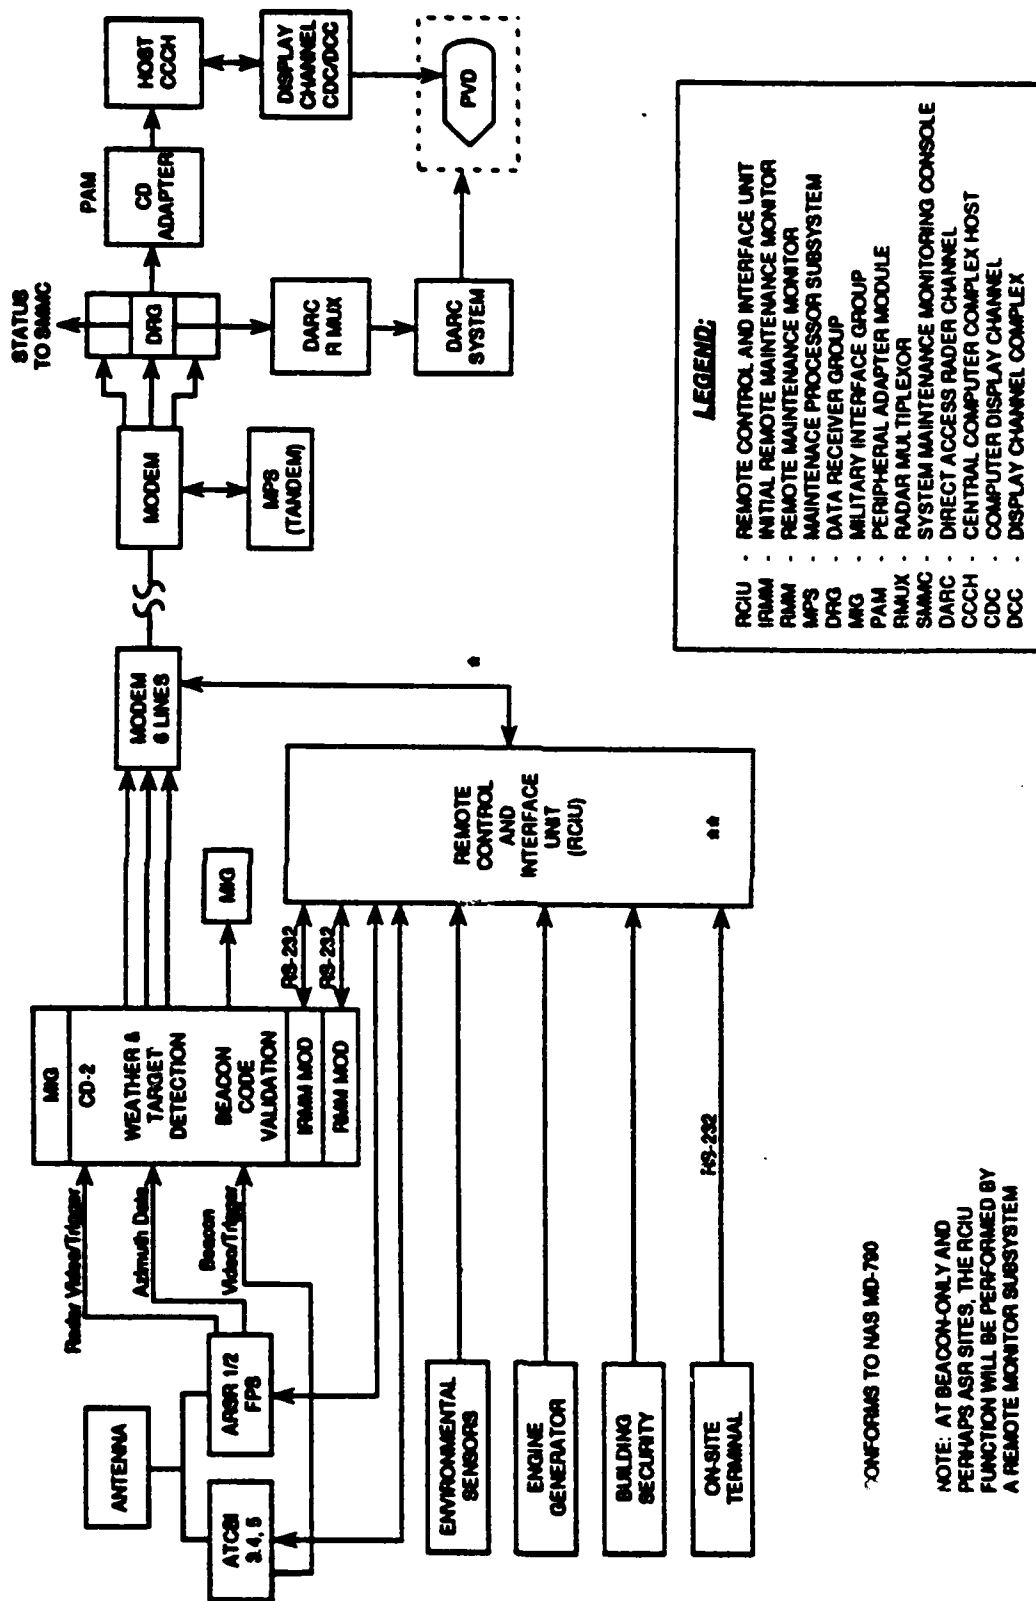 ANTENNA
ATCBI
3, 4, 5
ARSR 1/2
FPS
Radar Video/Trigger
Azimuth Data
Beacon
Video/Trigger
MIG
CD-2
WEATHER &
TARGET
DETECTION
BEACON
CODE
VALIDATION
IRMM MOD
RMM MOD
MIG
RS-232
RS-232
MODEM
6 LINES
MODEM
MPS
(TANDEM)
STATUS
TO SMMC
DRG
PAM
CD
ADAPTER
HOST
CCCH
DISPLAY
CHANNEL
CDC/DCC
PVD
DARC
R MUX
DARC
SYSTEM
*
REMOTE
CONTROL
AND
INTERFACE
UNIT
(RCIU)
**
ENVIRONMENTAL
SENSORS
ENGINE
GENERATOR
BUILDING
SECURITY
ON-SITE
TERMINAL
RS-232
CONFORMS TO NAS MD-790
NOTE: AT BEACON-ONLY AND
PERHAPS ASR SITES, THE RCIU
FUNCTION WILL BE PERFORMED BY
A REMOTE MONITOR SUBSYSTEM
LEGEND:
RCIU - REMOTE CONTROL AND INTERFACE UNIT
IRMM - INITIAL REMOTE MAINTENANCE MONITOR
RMM - REMOTE MAINTENANCE MONITOR
MPS - MAINTENACE PROCESSOR SUBSYSTEM
DRG - DATA RECEIVER GROUP
MIG - MILITARY INTERFACE GROUP
PAM - PERIPHERAL ADAPTER MODULE
RMUX - RADAR MULTIPLEXOR
SMMC - SYSTEM MAINTENANCE MONITORING CONSOLE
DARC - DIRECT ACCESS RADER CHANNEL
CCCH - CENTRAL COMPUTER COMPLEX HOST
CDC - COMPUTER DISPLAY CHANNEL
DCC - DISPLAY CHANNEL COMPLEX